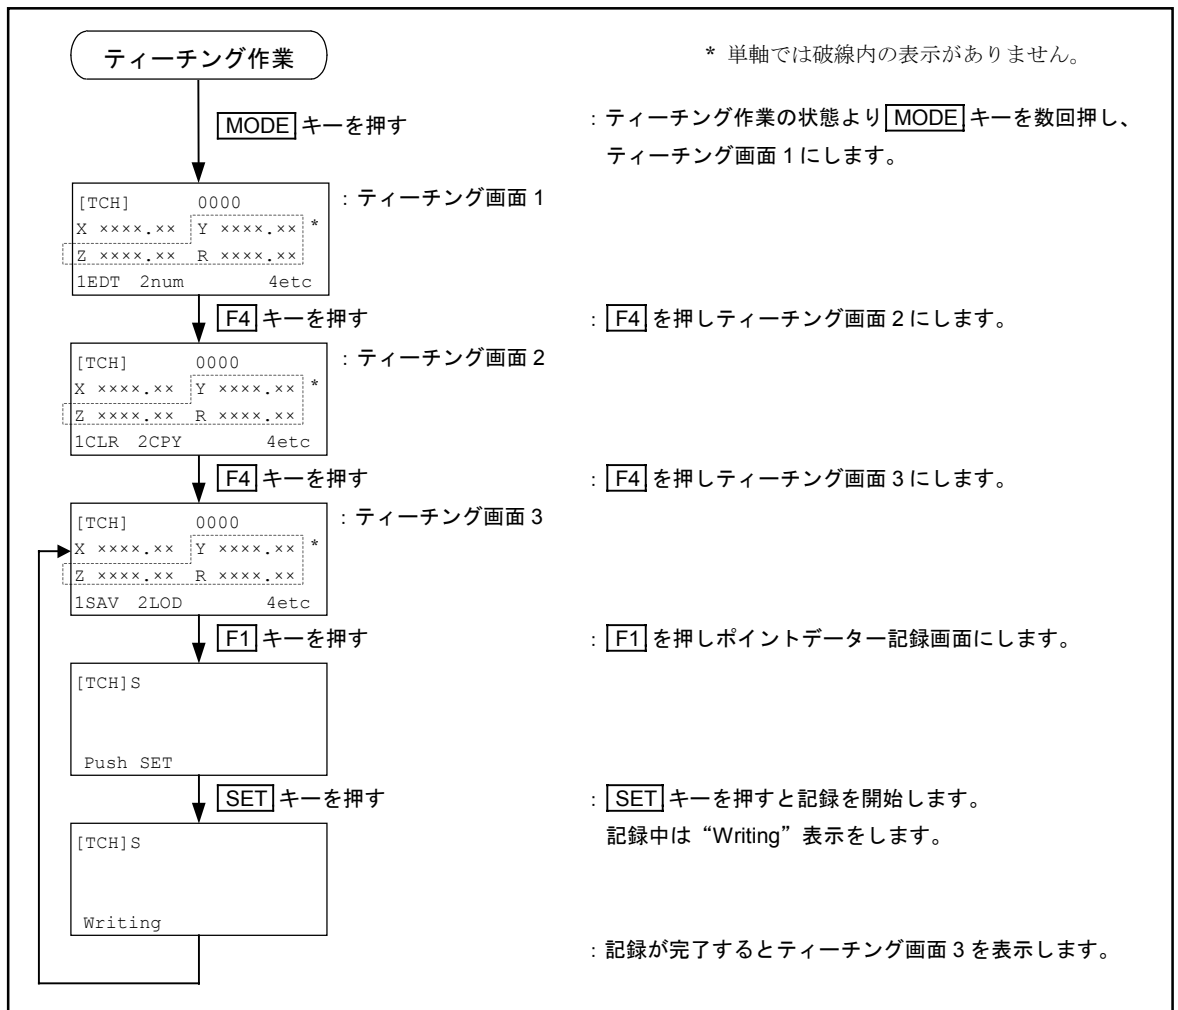 ティーチング作業
* 単軸では破線内の表示がありません。
MODE キーを押す
：ティーチング作業の状態より MODE キーを数回押し、
ティーチング画面 1 にします。
[TCH] 0000
：ティーチング画面 1
X ××××.×× Y ××××.×× *
Z ××××.×× R ××××.××
1EDT 2num 4etc
F4 キーを押す
：F4 を押しティーチング画面 2 にします。
[TCH] 0000
：ティーチング画面 2
X ××××.×× Y ××××.×× *
Z ××××.×× R ××××.××
1CLR 2CPY 4etc
F4 キーを押す
：F4 を押しティーチング画面 3 にします。
[TCH] 0000
：ティーチング画面 3
X ××××.×× Y ××××.×× *
Z ××××.×× R ××××.××
1SAV 2LOD 4etc
F1 キーを押す
：F1 を押しポイントデーター記録画面にします。
[TCH]S
Push SET
SET キーを押す
：SET キーを押すと記録を開始します。
記録中は“Writing”表示をします。
[TCH]S
Writing
：記録が完了するとティーチング画面 3 を表示します。